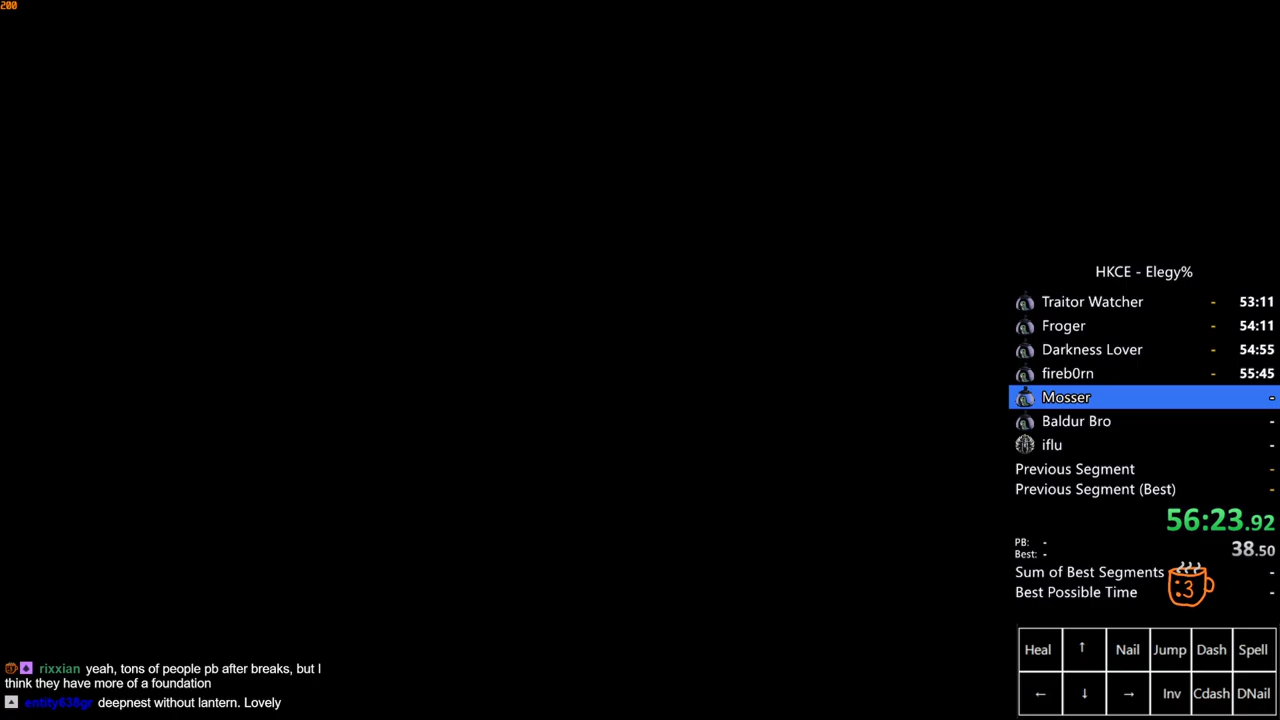 200
HKCE - Elegy%
Traitor Watcher - 53:11
Froger - 54:11
Darkness Lover - 54:55
fireb0rn - 55:45
Mosser -
Baldur Bro -
iflu -
Previous Segment -
Previous Segment (Best) -
56:23.92
PB: -
38.50
Best: -
Sum of Best Segments -
:3
Best Possible Time -
Heal ↑ Nail Jump Dash Spell
← ↓ → Inv Cdash DNail
rixxian yeah, tons of people pb after breaks, but I
think they have more of a foundation
entity638gr deepnest without lantern. Lovely